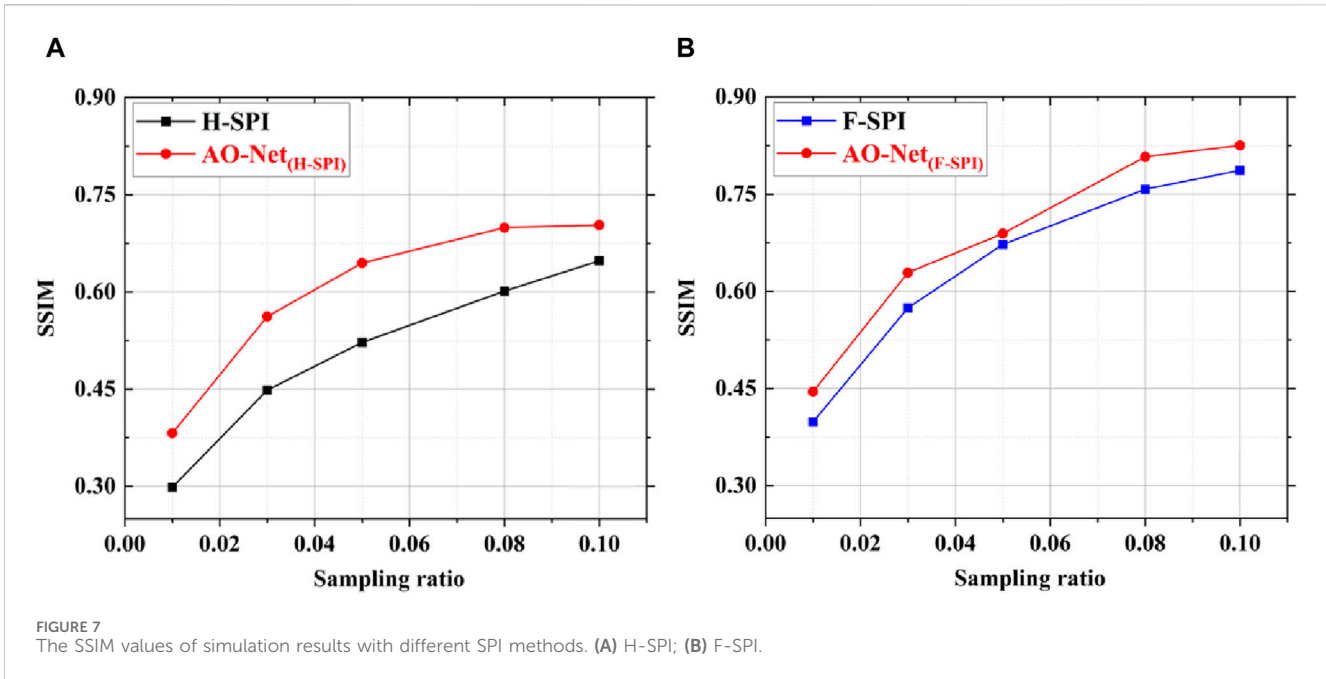 A
0.90
0.75
0.60
0.45
0.30
SSIM
H-SPI
AO-Net(H-SPI)
0.00 0.02 0.04 0.06 0.08 0.10
Sampling ratio
B
0.90
0.75
0.60
0.45
0.30
SSIM
F-SPI
AO-Net(F-SPI)
0.00 0.02 0.04 0.06 0.08 0.10
Sampling ratio
FIGURE 7
The SSIM values of simulation results with different SPI methods. (A) H-SPI; (B) F-SPI.